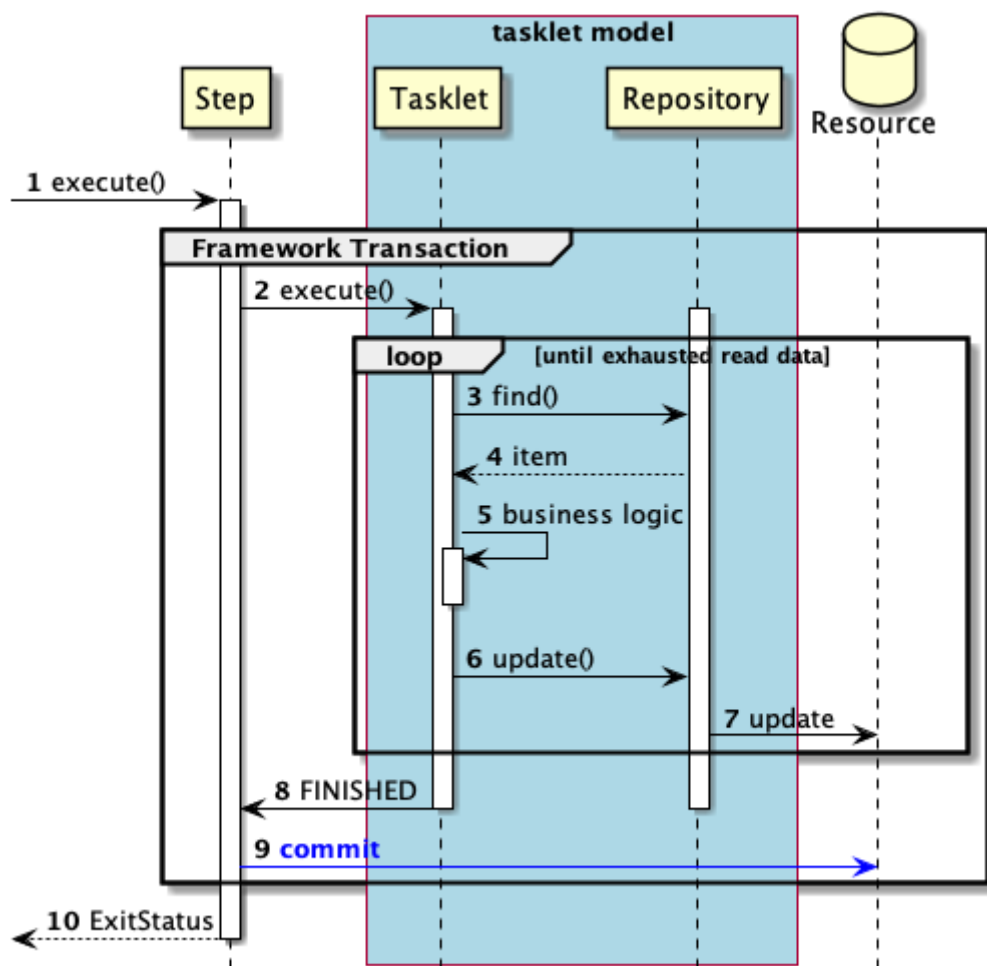 tasklet model
Step
Tasklet
Repository
Resource
1 execute()
Framework Transaction
2 execute()
loop [until exhausted read data]
3 find()
4 item
5 business logic
6 update()
7 update
8 FINISHED
9 commit
10 ExitStatus